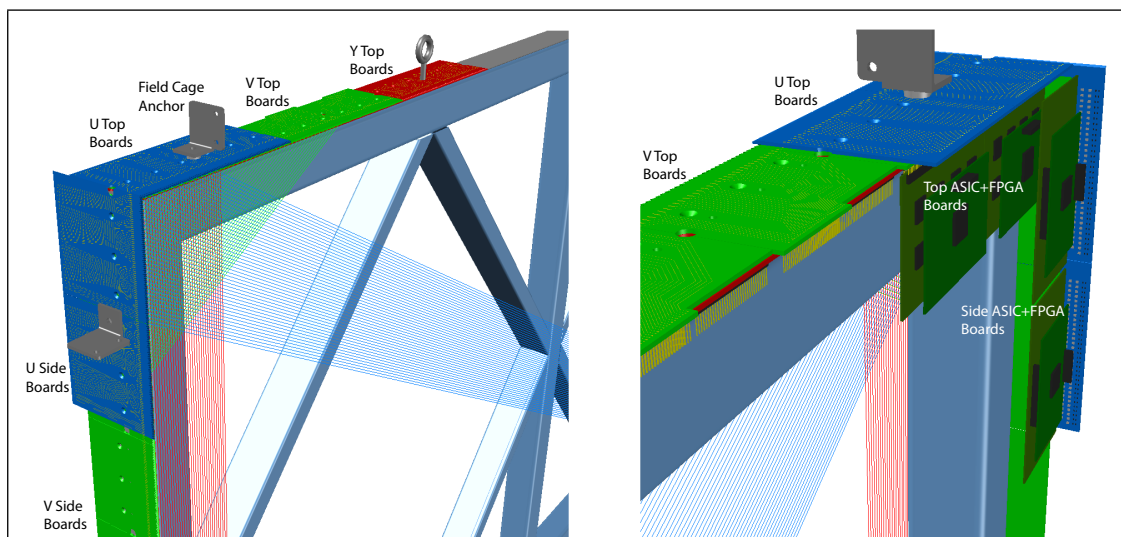 Y Top
Boards
V Top
Boards
Field Cage
Anchor
U Top
Boards
U Side
Boards
V Side
Boards
U Top
Boards
V Top
Boards
Top ASIC+FPGA
Boards
Side ASIC+FPGA
Boards